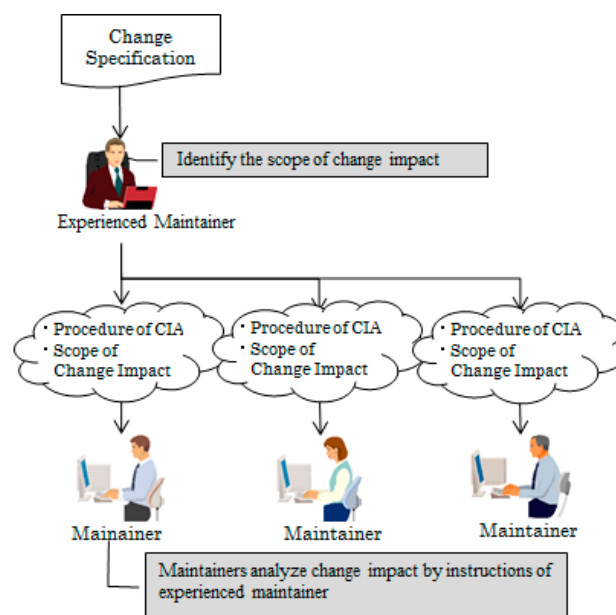 Change
Specification
Identify the scope of change impact
Experienced Maintainer
・Procedure of CIA
・Scope of
Change Impact
・Procedure of CIA
・Scope of
Change Impact
・Procedure of CIA
・Scope of
Change Impact
Mainainer
Maintainer
Maintainer
Maintainers analyze change impact by instructions of
experienced maintainer